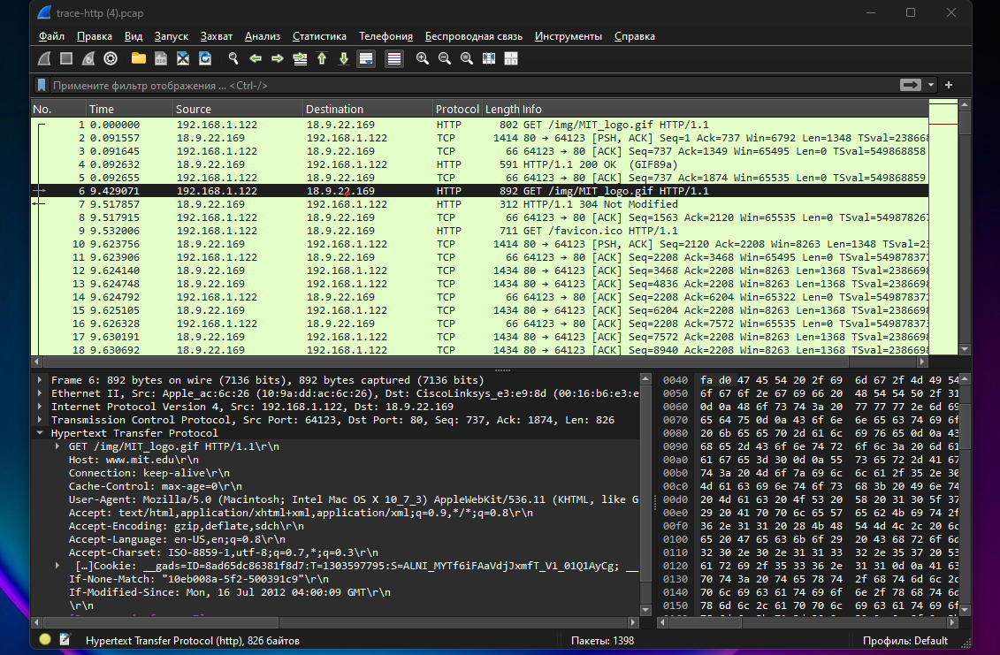 trace-http (4).pcap
Файл Правка Вид Запуск Захват Анализ Статистика Телефония Беспроводная связь Инструменты Справка
Примените фильтр отображения ... <Ctrl-/>
No. Time Source Destination Protocol Length Info
1 0.000000 192.168.1.122 18.9.22.169 HTTP 802 GET /img/MIT_logo.gif HTTP/1.1
2 0.091557 18.9.22.169 192.168.1.122 TCP 1414 80 → 64123 [PSH, ACK] Seq=1 Ack=737 Win=6792 Len=1348 TSval=238668
3 0.091645 192.168.1.122 18.9.22.169 TCP 66 64123 → 80 [ACK] Seq=737 Ack=1349 Win=65495 Len=0 TSval=549868858
4 0.092632 18.9.22.169 192.168.1.122 HTTP 591 HTTP/1.1 200 OK (GIF89a)
5 0.092655 192.168.1.122 18.9.22.169 TCP 66 64123 → 80 [ACK] Seq=737 Ack=1874 Win=65535 Len=0 TSval=549868859
6 9.429071 192.168.1.122 18.9.22.169 HTTP 892 GET /img/MIT_logo.gif HTTP/1.1
7 9.517857 18.9.22.169 192.168.1.122 HTTP 312 HTTP/1.1 304 Not Modified
8 9.517915 192.168.1.122 18.9.22.169 TCP 66 64123 → 80 [ACK] Seq=1563 Ack=2120 Win=65535 Len=0 TSval=549878267
9 9.532006 192.168.1.122 18.9.22.169 HTTP 711 GET /favicon.ico HTTP/1.1
10 9.623756 18.9.22.169 192.168.1.122 TCP 1414 80 → 64123 [PSH, ACK] Seq=2120 Ack=2208 Win=8263 Len=1348 TSval=23
11 9.623906 192.168.1.122 18.9.22.169 TCP 66 64123 → 80 [ACK] Seq=2208 Ack=3468 Win=65495 Len=0 TSval=54987837
12 9.624140 18.9.22.169 192.168.1.122 TCP 1434 80 → 64123 [ACK] Seq=3468 Ack=2208 Win=8263 Len=1368 TSval=238669
13 9.624748 18.9.22.169 192.168.1.122 TCP 1434 80 → 64123 [ACK] Seq=4836 Ack=2208 Win=8263 Len=1368 TSval=238669
14 9.624792 192.168.1.122 18.9.22.169 TCP 66 64123 → 80 [ACK] Seq=2208 Ack=6204 Win=65322 Len=0 TSval=54987837
15 9.625105 18.9.22.169 192.168.1.122 TCP 1434 80 → 64123 [ACK] Seq=6204 Ack=2208 Win=8263 Len=1368 TSval=238669
16 9.626328 192.168.1.122 18.9.22.169 TCP 66 64123 → 80 [ACK] Seq=2208 Ack=7572 Win=65535 Len=0 TSval=54987837
17 9.630191 18.9.22.169 192.168.1.122 TCP 1434 80 → 64123 [ACK] Seq=7572 Ack=2208 Win=8263 Len=1368 TSval=238669
18 9.630692 18.9.22.169 192.168.1.122 TCP 1434 80 → 64123 [ACK] Seq=8940 Ack=2208 Win=8263 Len=1368 TSval=238669
Frame 6: 892 bytes on wire (7136 bits), 892 bytes captured (7136 bits)
Ethernet II, Src: Apple_ac:6c:26 (10:9a:dd:ac:6c:26), Dst: CiscoLinksys_e3:e9:8d (00:16:b6:e3:e
Internet Protocol Version 4, Src: 192.168.1.122, Dst: 18.9.22.169
Transmission Control Protocol, Src Port: 64123, Dst Port: 80, Seq: 737, Ack: 1874, Len: 826
Hypertext Transfer Protocol
GET /img/MIT_logo.gif HTTP/1.1\r\n
Host: www.mit.edu\r\n
Connection: keep-alive\r\n
Cache-Control: max-age=0\r\n
User-Agent: Mozilla/5.0 (Macintosh; Intel Mac OS X 10_7_3) AppleWebKit/536.11 (KHTML, like G
Accept: text/html,application/xhtml+xml,application/xml;q=0.9,*/*;q=0.8\r\n
Accept-Encoding: gzip,deflate,sdch\r\n
Accept-Language: en-US,en;q=0.8\r\n
Accept-Charset: ISO-8859-1,utf-8;q=0.7,*;q=0.3\r\n
[…]Cookie: __gads=ID=8ad65dc86381f8d7:T=1303597795:S=ALNI_MYTf6iFAaVdjJxmfT_V1_01Q1AyCg; __
If-None-Match: "10eb008a-5f2-500391c9"\r\n
If-Modified-Since: Mon, 16 Jul 2012 04:00:09 GMT\r\n
\r\n
0040 fa d0 47 45 54 20 2f 69 6d 67 2f 4d 49 54
0050 6f 67 6f 2e 67 69 66 20 48 54 54 50 2f 31
0060 0d 0a 48 6f 73 74 3a 20 77 77 77 2e 6d 69
0070 65 64 75 0d 0a 43 6f 6e 6e 65 63 74 69 6f
0080 20 6b 65 65 70 2d 61 6c 69 76 65 0d 0a 43
0090 68 65 2d 43 6f 6e 74 72 6f 6c 3a 20 6d 61
00a0 61 67 65 3d 30 0d 0a 55 73 65 72 2d 41 67
00b0 74 3a 20 4d 6f 7a 69 6c 6c 61 2f 35 2e 30
00c0 4d 61 63 69 6e 74 6f 73 68 3b 20 49 6e 74
00d0 20 4d 61 63 20 4f 53 20 58 20 31 30 5f 37
00e0 29 20 41 70 70 6c 65 57 65 62 4b 69 74 2f
00f0 36 2e 31 31 20 28 4b 48 54 4d 4c 2c 20 6c
0100 65 20 47 65 63 6b 6f 29 20 43 68 72 6f 6d
0110 32 30 2e 30 2e 31 31 33 32 2e 35 37 20 53
0120 61 72 69 2f 35 33 36 2e 31 31 0d 0a 41 63
0130 70 74 3a 20 74 65 78 74 2f 68 74 6d 6c 2c
0140 70 6c 69 63 61 74 69 6f 6e 2f 78 68 74 6d
0150 78 6d 6c 2c 61 70 70 6c 69 63 61 74 69 6f
Hypertext Transfer Protocol (http), 826 байтов
Пакеты: 1398
Профиль: Default